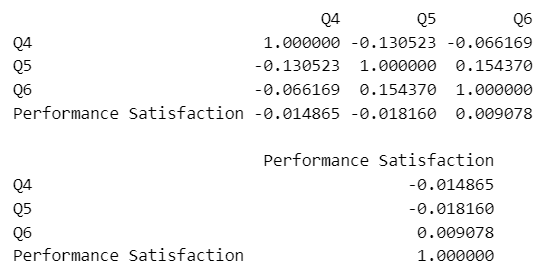 Q4 Q5 Q6
Q4 1.000000 -0.130523 -0.066169
Q5 -0.130523 1.000000 0.154370
Q6 -0.066169 0.154370 1.000000
Performance Satisfaction -0.014865 -0.018160 0.009078
Performance Satisfaction
Q4 -0.014865
Q5 -0.018160
Q6 0.009078
Performance Satisfaction 1.000000